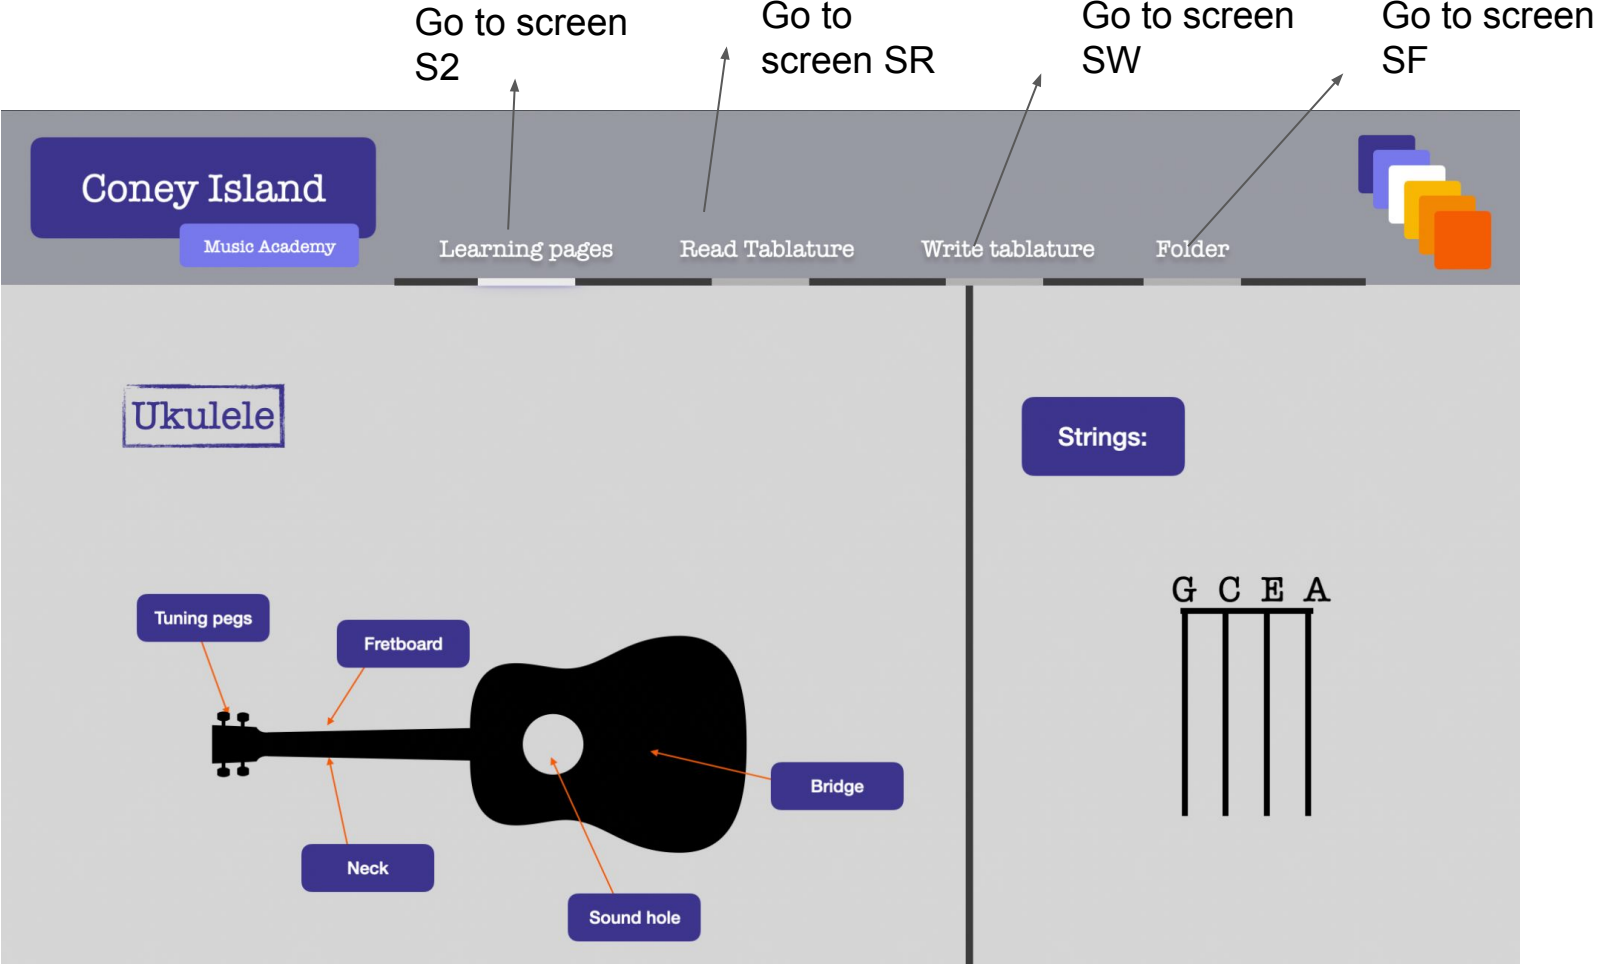 Go to screen
S2
Go to
screen SR
Go to screen
SW
Go to screen
SF
Coney Island
Music Academy
Learning pages
Read Tablature
Write tablature
Folder
Ukulele
Strings:
G C E A
Tuning pegs
Fretboard
Bridge
Neck
Sound hole